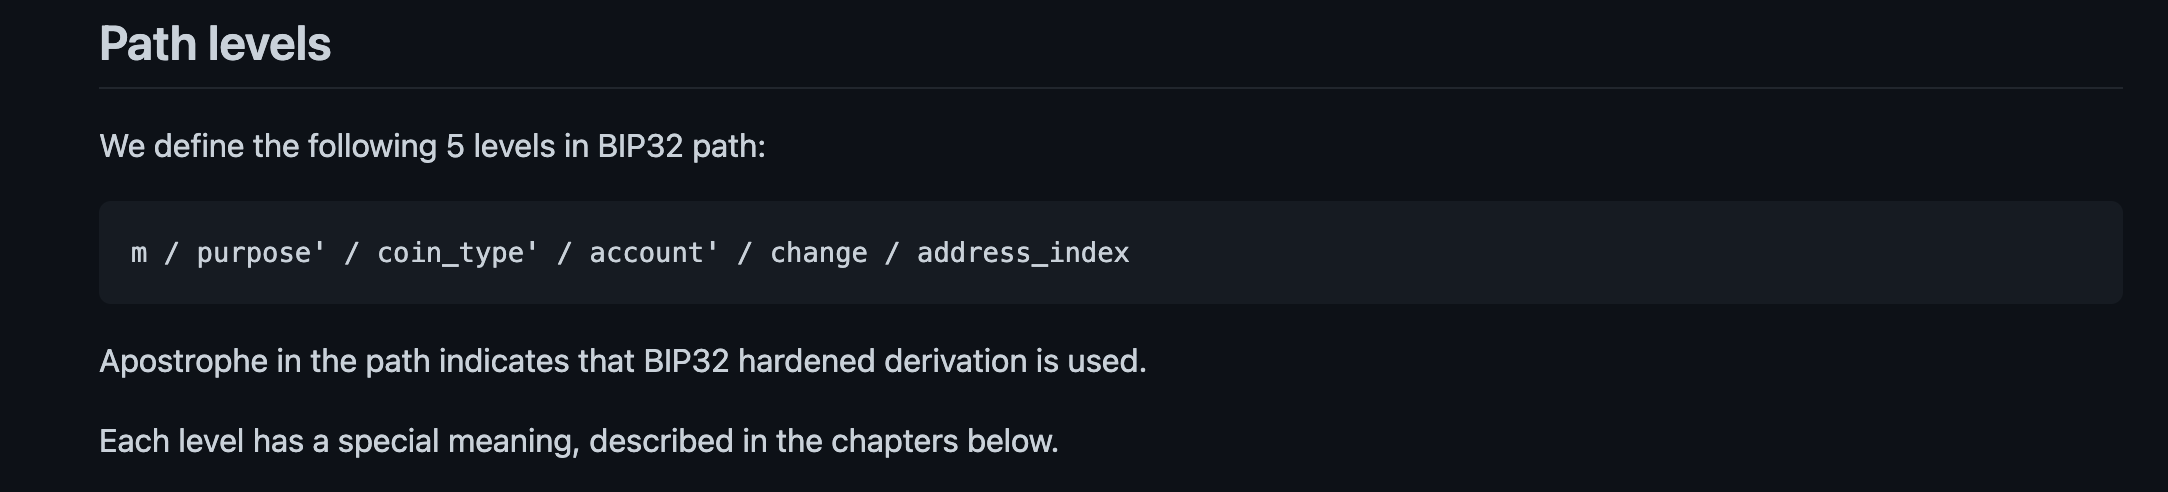 Path levels
We define the following 5 levels in BIP32 path:
m / purpose' / coin_type' / account' / change / address_index
Apostrophe in the path indicates that BIP32 hardened derivation is used.
Each level has a special meaning, described in the chapters below.